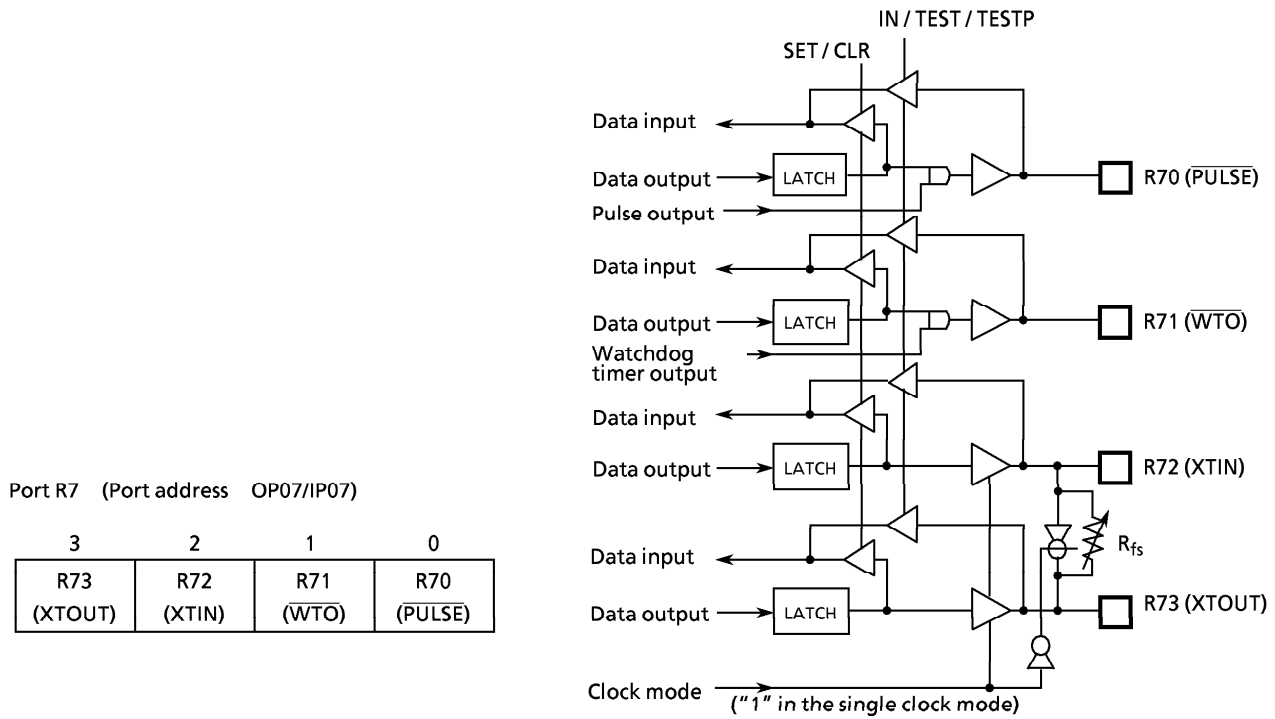 IN / TEST / TESTP
SET / CLR
Data input
Data output
LATCH
R70 (PULSE)
Pulse output
Data input
Data output
LATCH
R71 (WTO)
Watchdog
timer output
Data input
Data output
LATCH
R72 (XTIN)
Rfs
Data input
Data output
LATCH
R73 (XTOUT)
Clock mode
("1" in the single clock mode)
Port R7 (Port address OP07/IP07)
3 2 1 0
R73 R72 R71 R70
(XTOUT) (XTIN) (WTO) (PULSE)